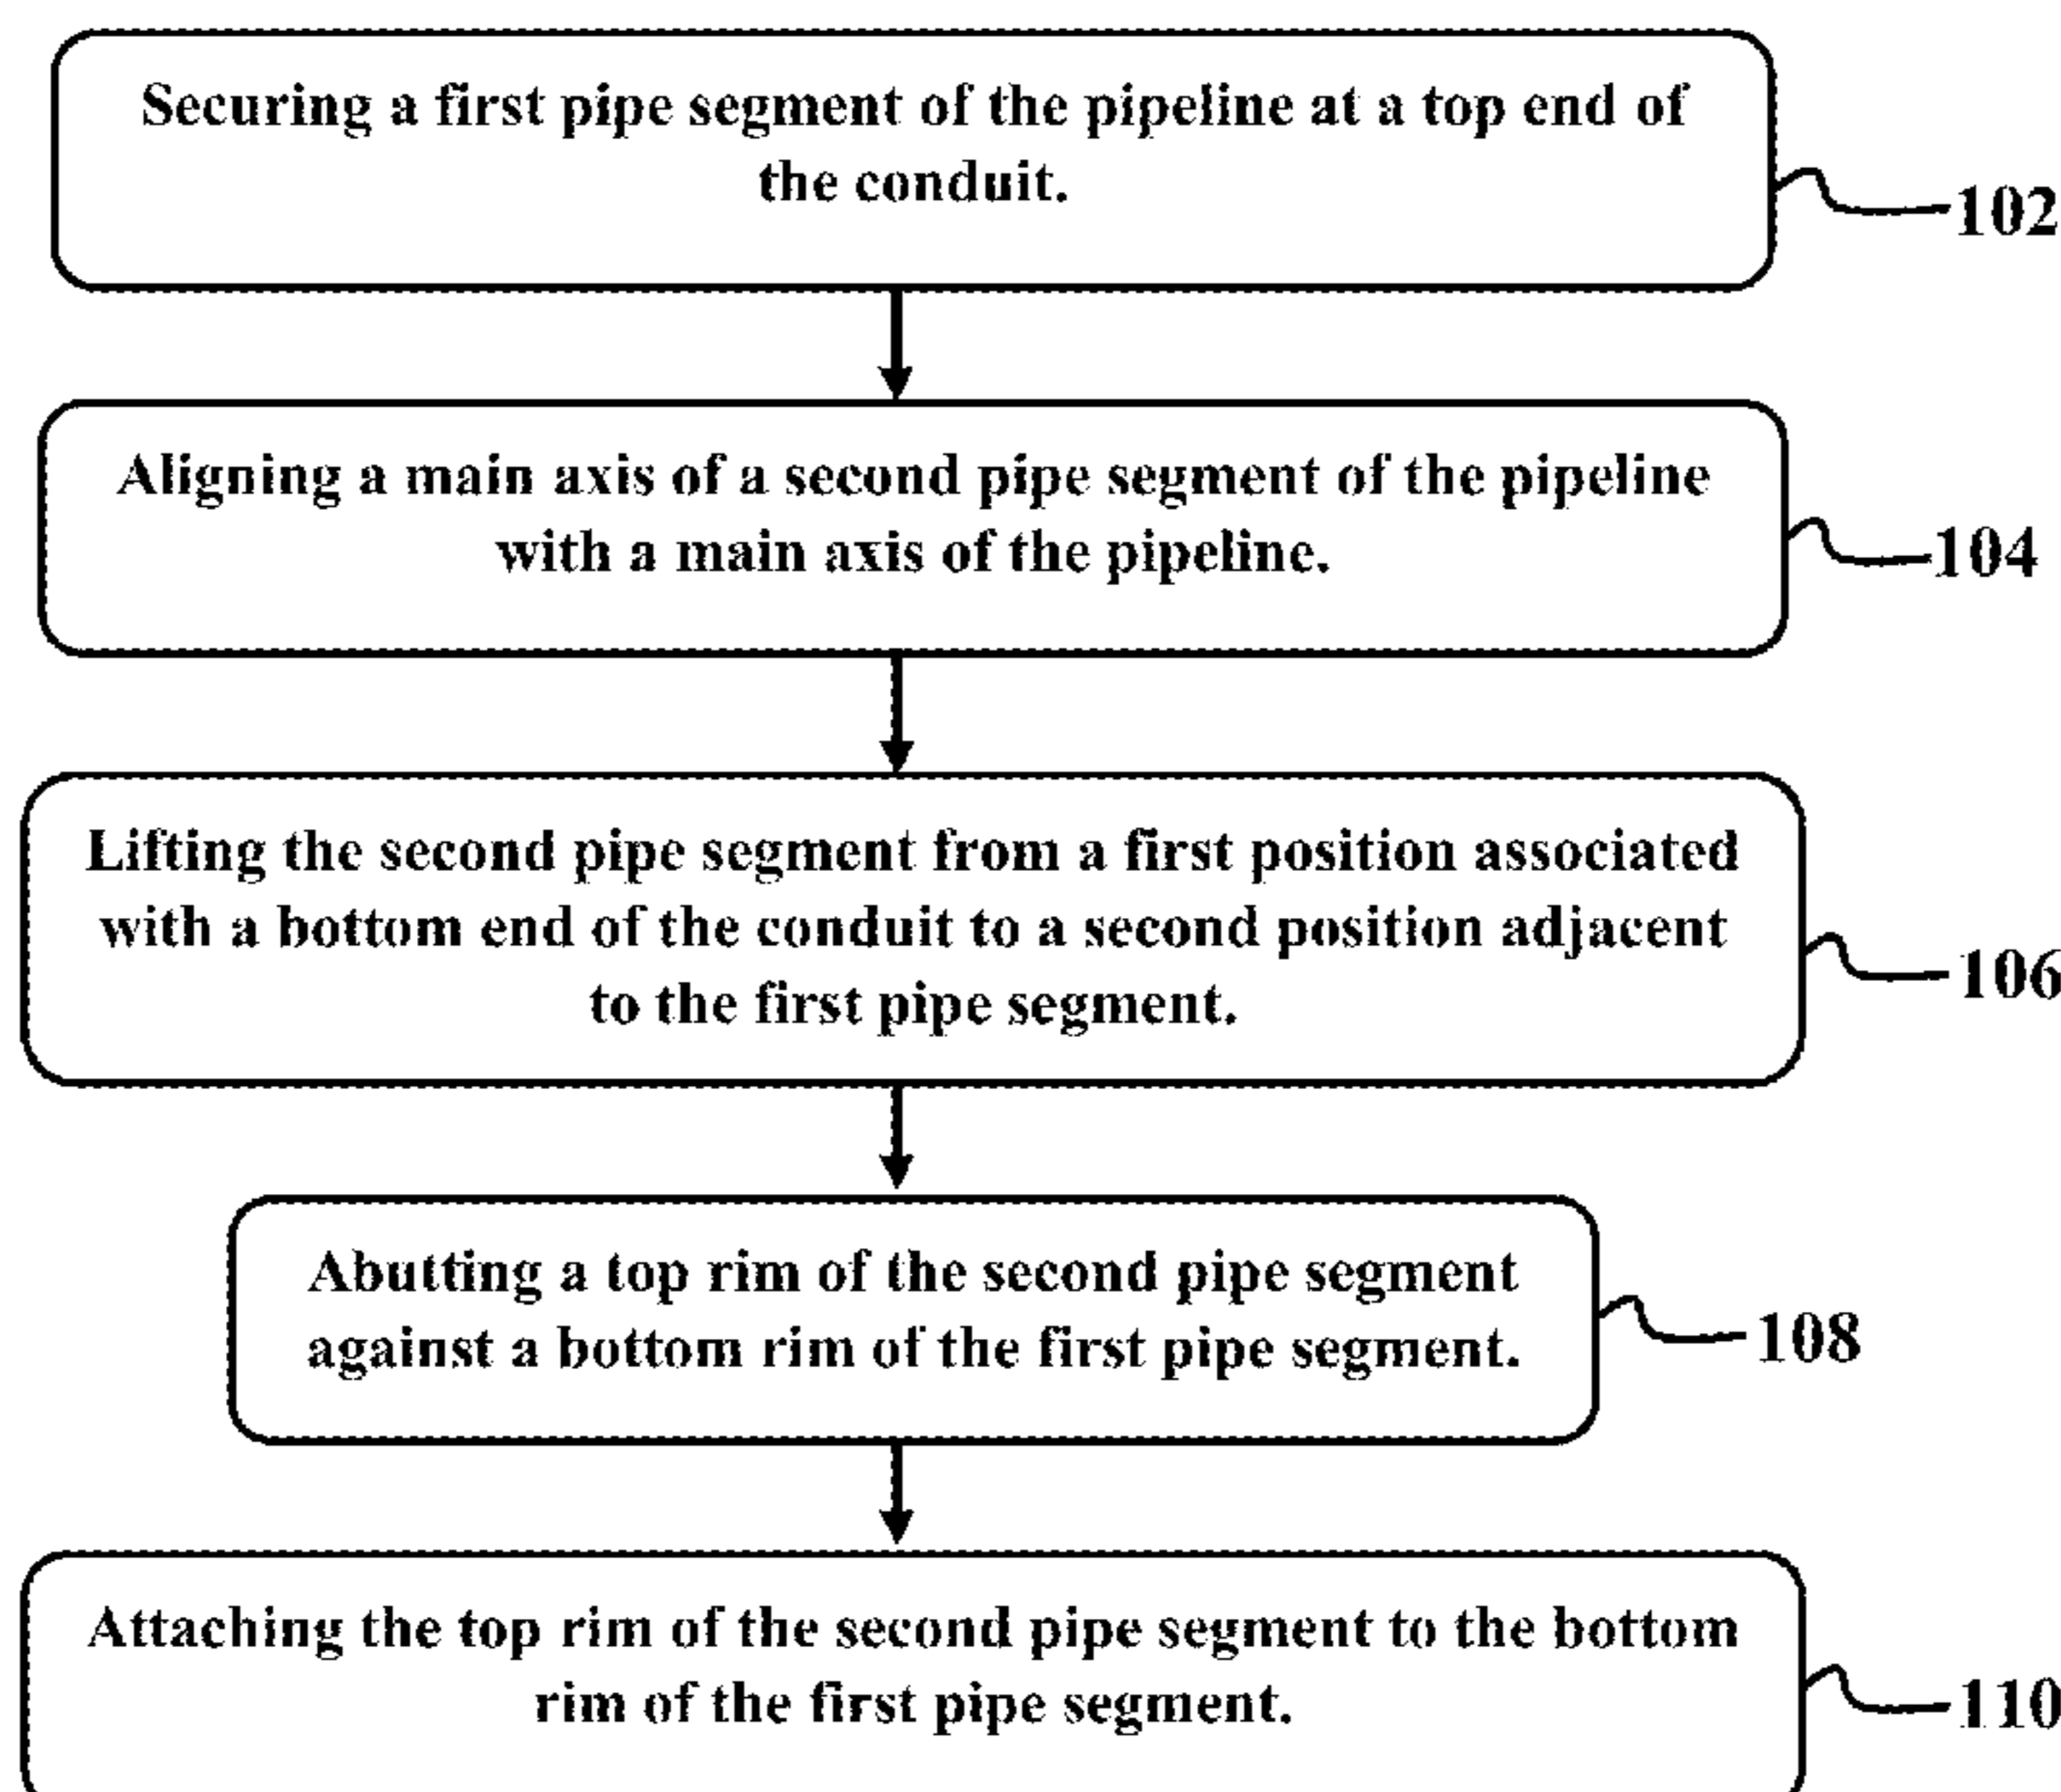 Securing a first pipe segment of the pipeline at a top end of
the conduit.
102
Aligning a main axis of a second pipe segment of the pipeline
with a main axis of the pipeline.
104
Lifting the second pipe segment from a first position associated
with a bottom end of the conduit to a second position adjacent
to the first pipe segment.
106
Abutting a top rim of the second pipe segment
against a bottom rim of the first pipe segment.
108
Attaching the top rim of the second pipe segment to the bottom
rim of the first pipe segment.
110